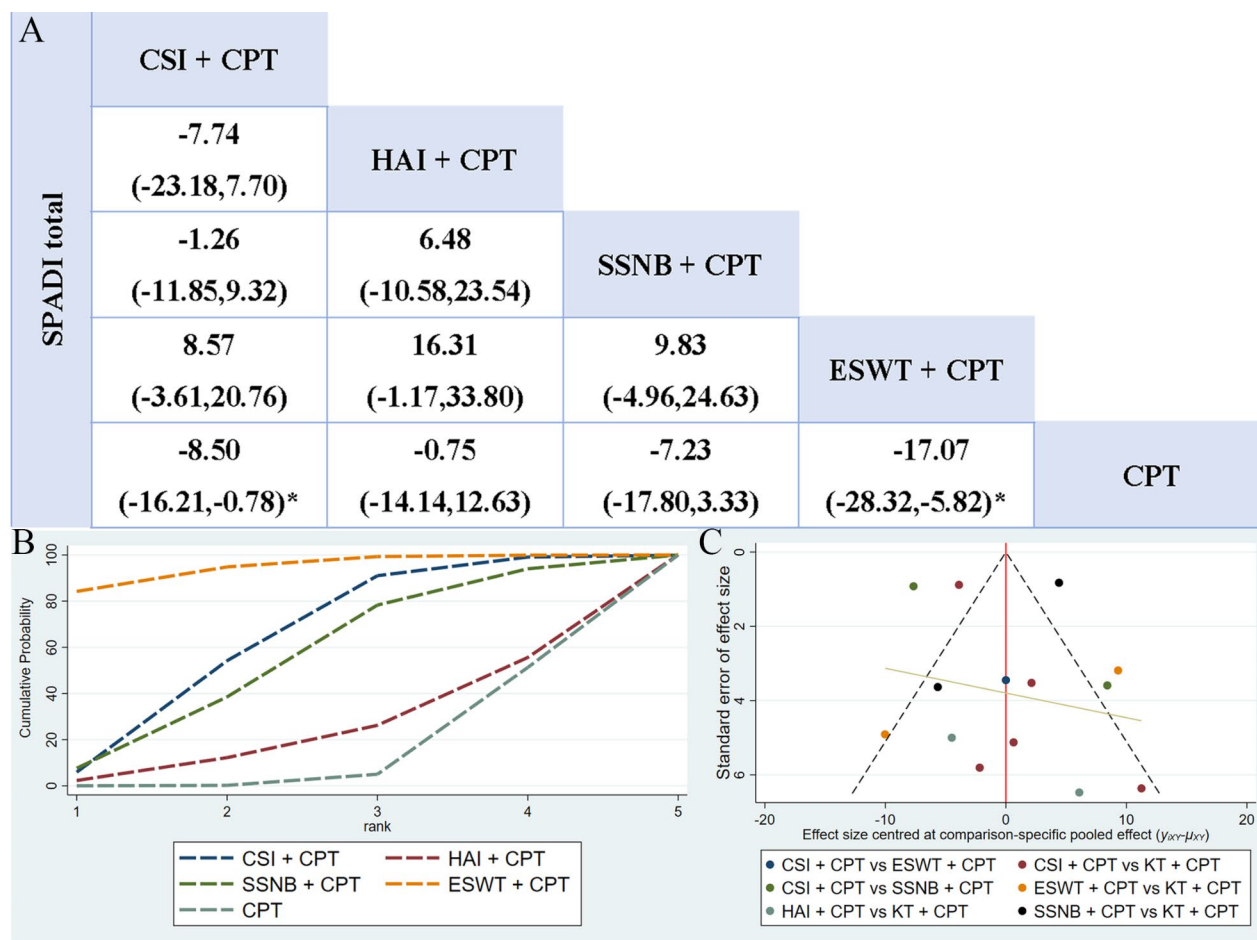 A
CSI + CPT
-7.74
(-23.18,7.70)
HAI + CPT
-1.26
(-11.85,9.32)
6.48
(-10.58,23.54)
SSNB + CPT
8.57
(-3.61,20.76)
16.31
(-1.17,33.80)
9.83
(-4.96,24.63)
ESWT + CPT
-8.50
(-16.21,-0.78)*
-0.75
(-14.14,12.63)
-7.23
(-17.80,3.33)
-17.07
(-28.32,-5.82)*
CPT
SPADI total
B
Cumulative Probability
100
80
60
40
20
0
1 2 3 4 5
rank
CSI + CPT HAI + CPT
SSNB + CPT ESWT + CPT
CPT
C
Standard error of effect size
0
2
4
6
-20 -10 0 10 20
Effect size centred at comparison-specific pooled effect (yiXY-μXY)
CSI + CPT vs ESWT + CPT CSI + CPT vs KT + CPT
CSI + CPT vs SSNB + CPT ESWT + CPT vs KT + CPT
HAI + CPT vs KT + CPT SSNB + CPT vs KT + CPT